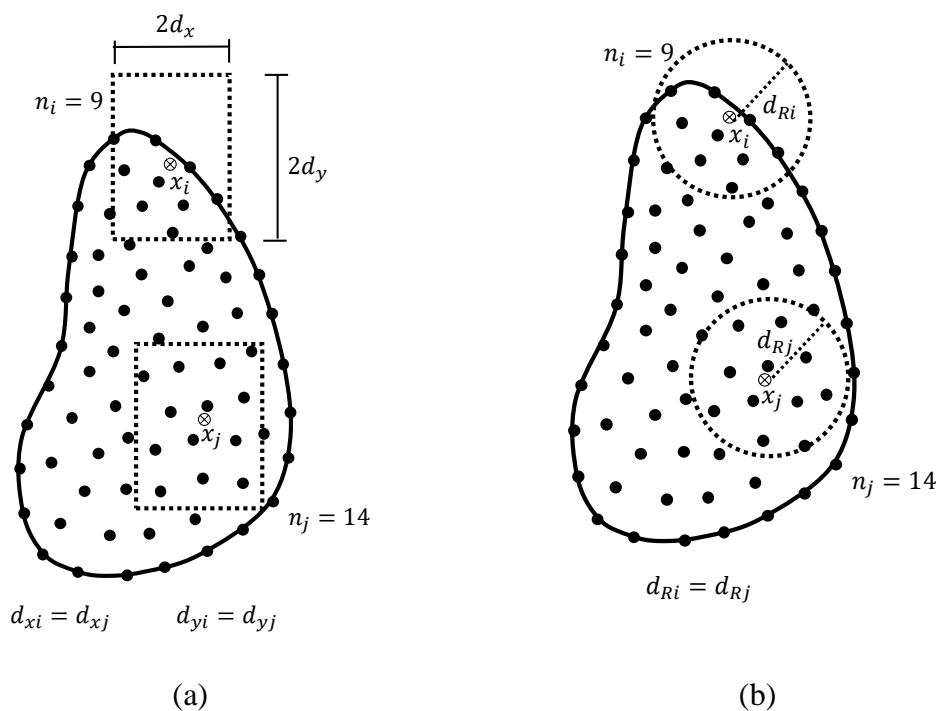 2d_x
n_i = 9
2d_y
x_i
x_j
n_j = 14
d_{xi} = d_{xj} d_{yi} = d_{yj}
(a)
n_i = 9
d_{Ri}
x_i
d_{Rj}
x_j
n_j = 14
d_{Ri} = d_{Rj}
(b)